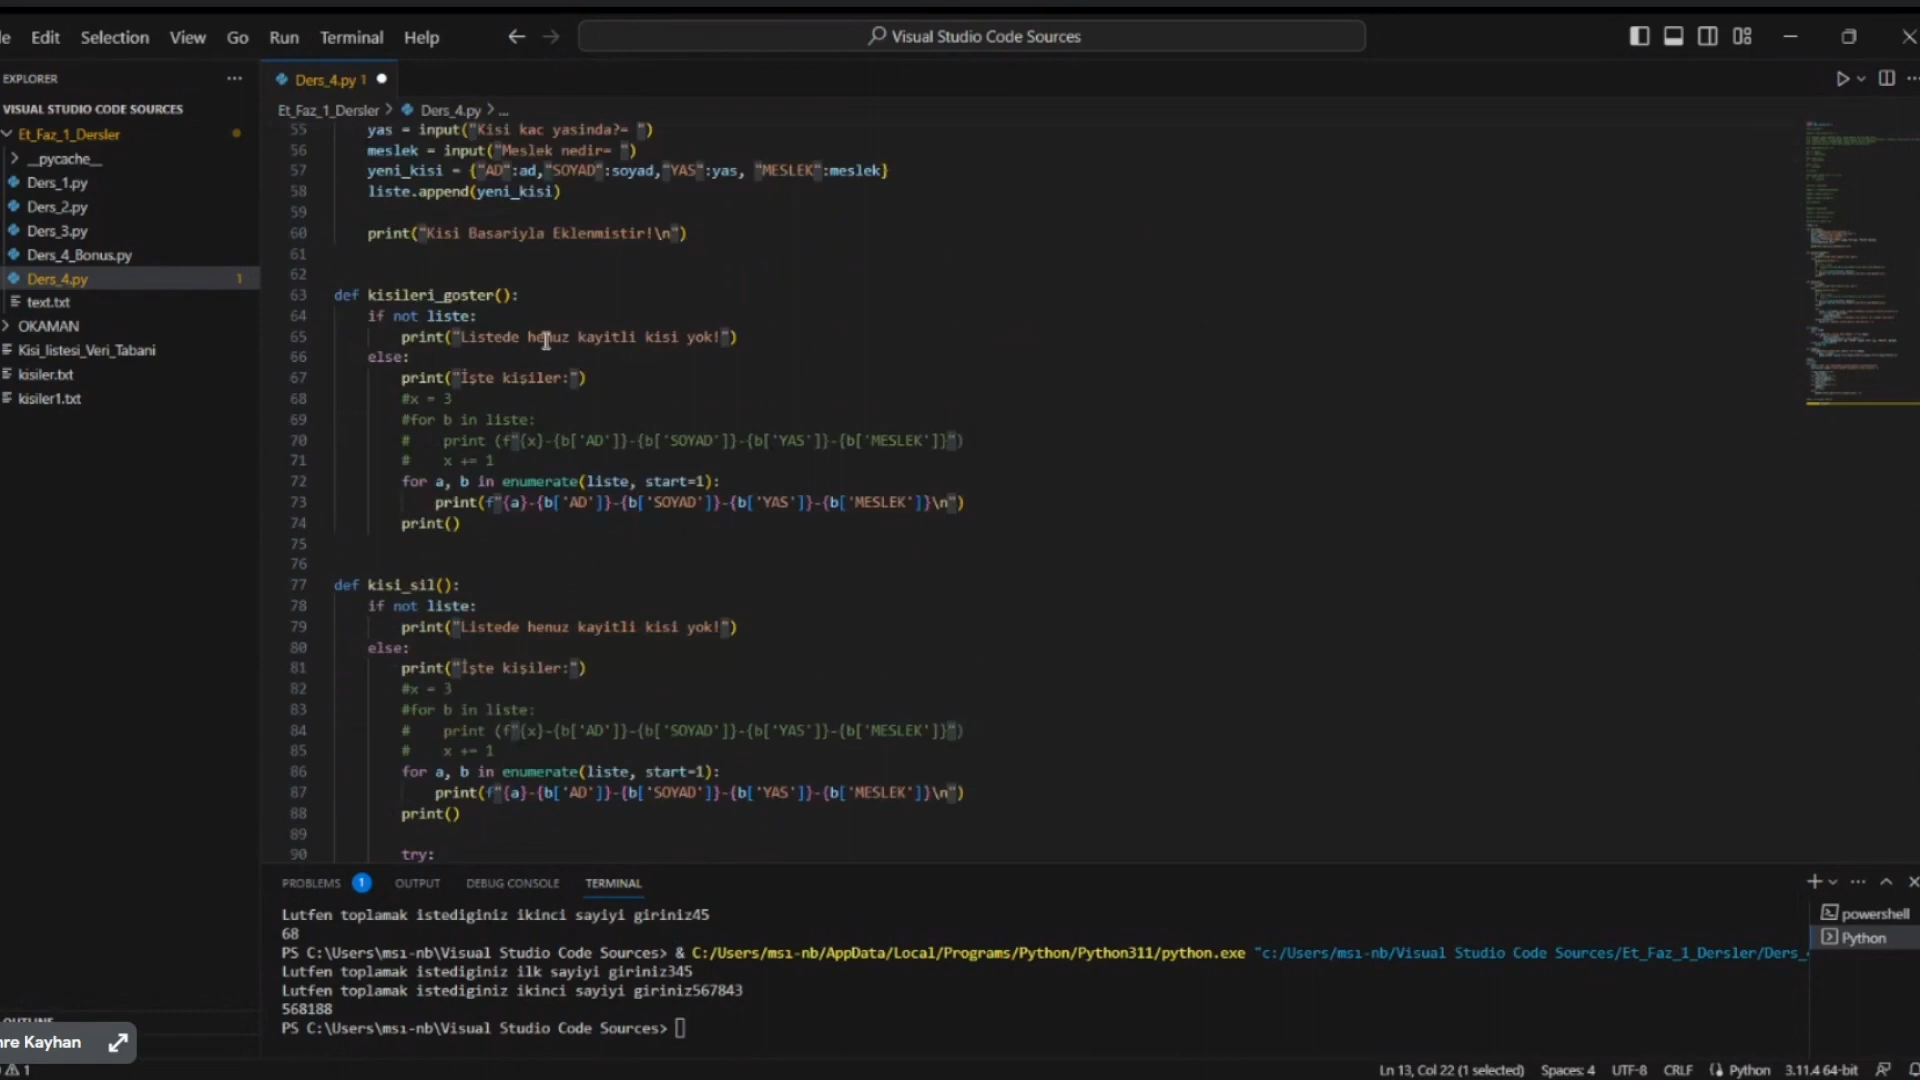 Edit Selection View Go Run Terminal Help
Visual Studio Code Sources
EXPLORER
VISUAL STUDIO CODE SOURCES
Et_Faz_1_Dersler
__pycache__
Ders_1.py
Ders_2.py
Ders_3.py
Ders_4_Bonus.py
Ders_4.py 1
text.txt
OKAMAN
Kisi_listesi_Veri_Tabani
kisiler.txt
kisiler1.txt
Ders_4.py 1
Et_Faz_1_Dersler > Ders_4.py > ...
55 yas = input("Kisi kac yasinda?= ")
56 meslek = input("Meslek nedir= ")
57 yeni_kisi = {"AD":ad,"SOYAD":soyad,"YAS":yas, "MESLEK":meslek}
58 liste.append(yeni_kisi)
59
60 print("Kisi Basariyla Eklenmistir!\n")
61
62
63 def kisileri_goster():
64 if not liste:
65 print("Listede henuz kayitli kisi yok!")
66 else:
67 print("İşte kişiler:")
68 #x = 3
69 #for b in liste:
70 # print (f"{x}-{b['AD']}-{b['SOYAD']}-{b['YAS']}-{b['MESLEK']}")
71 # x += 1
72 for a, b in enumerate(liste, start=1):
73 print(f"{a}-{b['AD']}-{b['SOYAD']}-{b['YAS']}-{b['MESLEK']}\n")
74 print()
75
76
77 def kisi_sil():
78 if not liste:
79 print("Listede henuz kayitli kisi yok!")
80 else:
81 print("İşte kişiler:")
82 #x = 3
83 #for b in liste:
84 # print (f"{x}-{b['AD']}-{b['SOYAD']}-{b['YAS']}-{b['MESLEK']}")
85 # x += 1
86 for a, b in enumerate(liste, start=1):
87 print(f"{a}-{b['AD']}-{b['SOYAD']}-{b['YAS']}-{b['MESLEK']}\n")
88 print()
89
90 try:
PROBLEMS 1 OUTPUT DEBUG CONSOLE TERMINAL
Lutfen toplamak istediginiz ikinci sayiyi giriniz45
68
PS C:\Users\msı-nb\Visual Studio Code Sources> & C:/Users/msı-nb/AppData/Local/Programs/Python/Python311/python.exe "c:/Users/msı-nb/Visual Studio Code Sources/Et_Faz_1_Dersler/Ders_
Lutfen toplamak istediginiz ilk sayiyi giriniz345
Lutfen toplamak istediginiz ikinci sayiyi giriniz567843
568188
PS C:\Users\msı-nb\Visual Studio Code Sources>
powershell
Python
Kayhan
1
Ln 13, Col 22 (1 selected) Spaces: 4 UTF-8 CRLF Python 3.11.4 64-bit